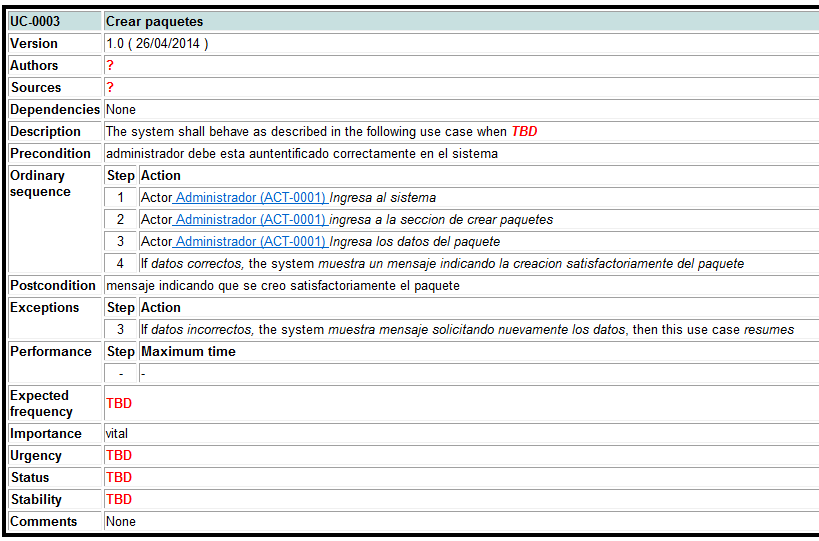 UC-0003 Crear paquetes
Version 1.0 ( 26/04/2014 )
Authors ?
Sources ?
Dependencies None
Description The system shall behave as described in the following use case when TBD
Precondition administrador debe esta auntentificado correctamente en el sistema
Ordinary sequence Step Action
1 Actor Administrador (ACT-0001) Ingresa al sistema
2 Actor Administrador (ACT-0001) ingresa a la seccion de crear paquetes
3 Actor Administrador (ACT-0001) Ingresa los datos del paquete
4 If datos correctos, the system muestra un mensaje indicando la creacion satisfactoriamente del paquete
Postcondition mensaje indicando que se creo satisfactoriamente el paquete
Exceptions Step Action
3 If datos incorrectos, the system muestra mensaje solicitando nuevamente los datos, then this use case resumes
Performance Step Maximum time
- -
Expected frequency TBD
Importance vital
Urgency TBD
Status TBD
Stability TBD
Comments None